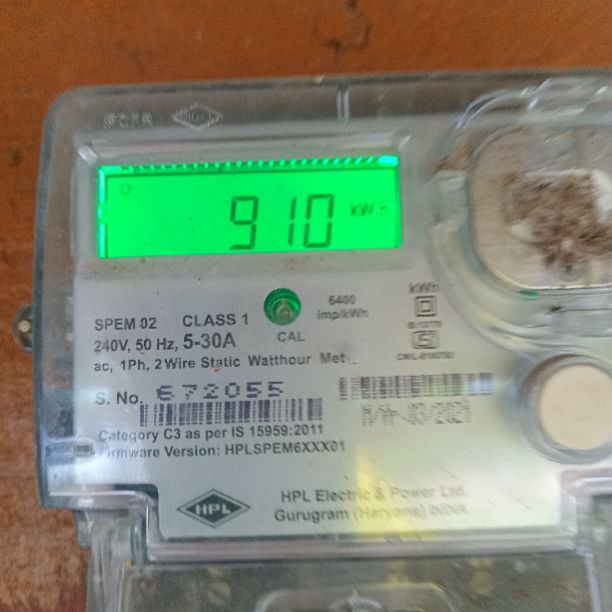 IPC78
910 kWh
SPEM 02 CLASS 1
240V, 50 Hz, 5-30A
6400
imp/kWh
kWh
CAL
ac, 1Ph, 2 Wire Static Watthour
S. No. 672055
Category C3 as per IS 15959:2011
Firmware Version: HPLSPEM6XXX01
HPL
HPL Electric & Power Ltd.
Gurugram (Haryana) INDIA